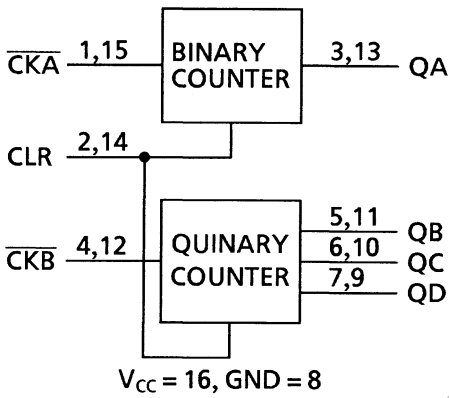 CKA 1,15 BINARY COUNTER 3,13 QA
CLR 2,14
CKB 4,12 QUINARY COUNTER 5,11 QB
6,10 QC
7,9 QD
VCC = 16, GND = 8